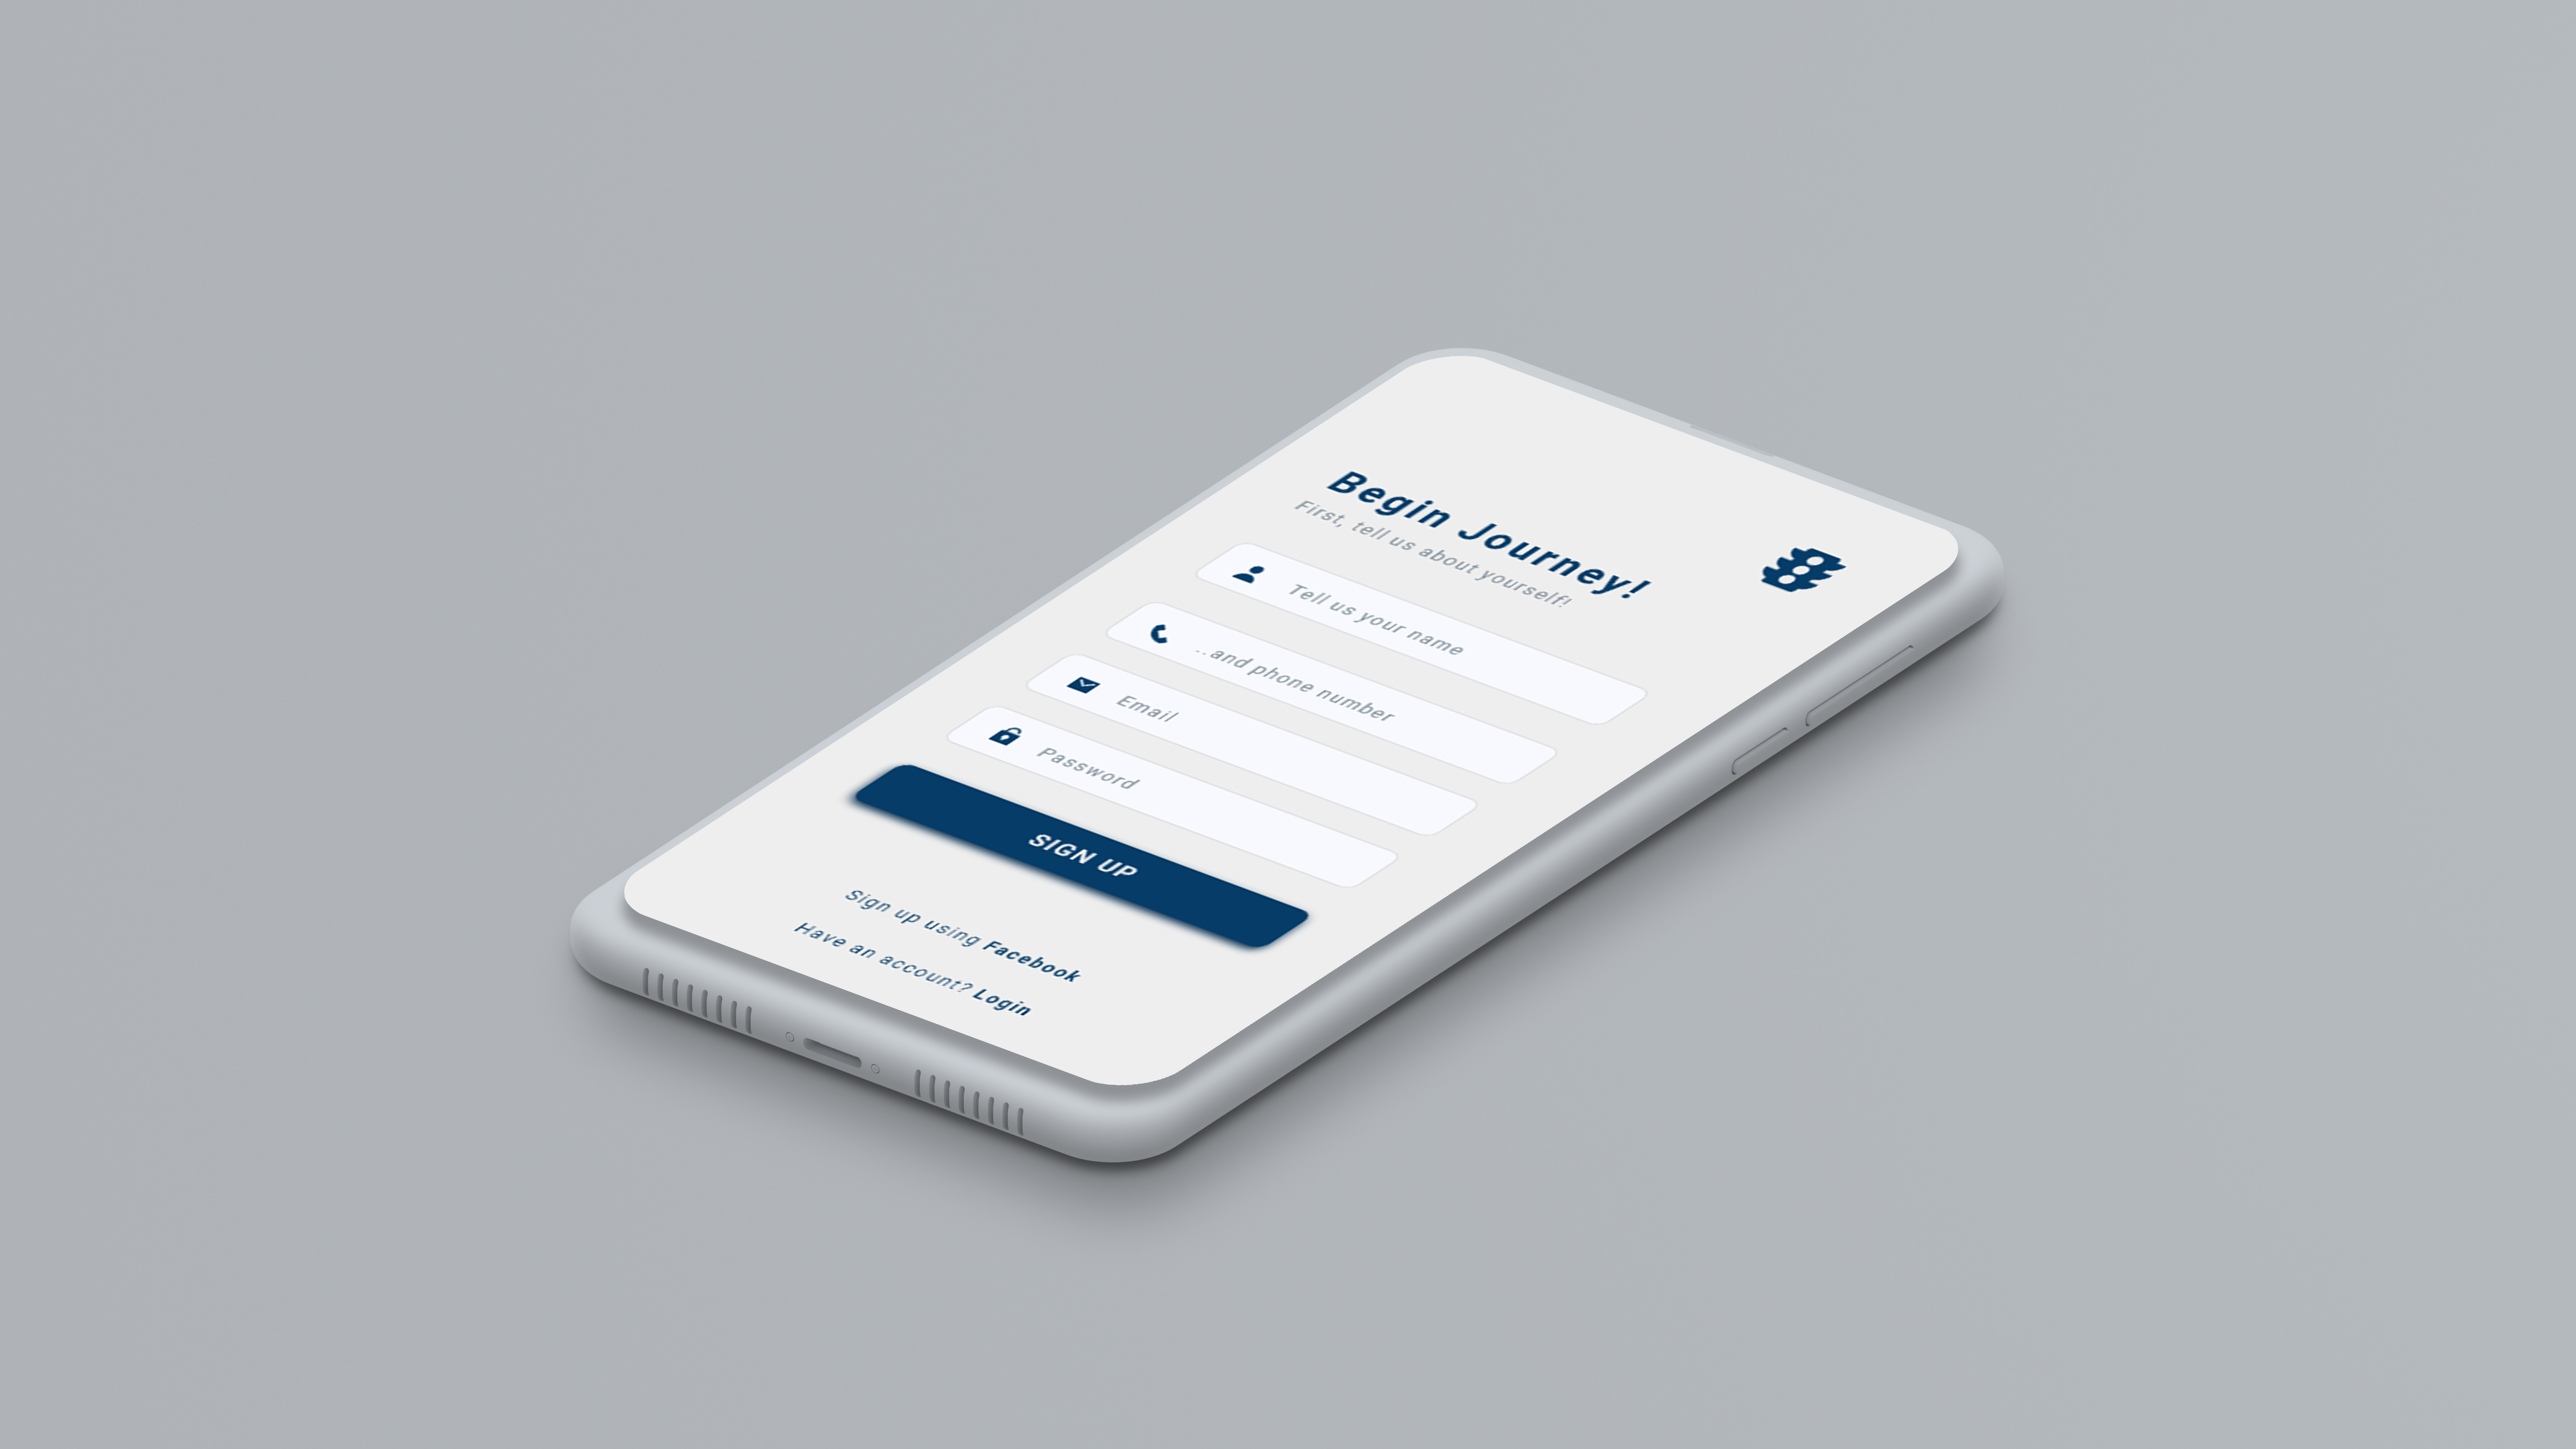 Begin Journey!
First, tell us about yourself!
Tell us your name
..and phone number
Email
Password
SIGN UP
Sign up using Facebook
Have an account? Login